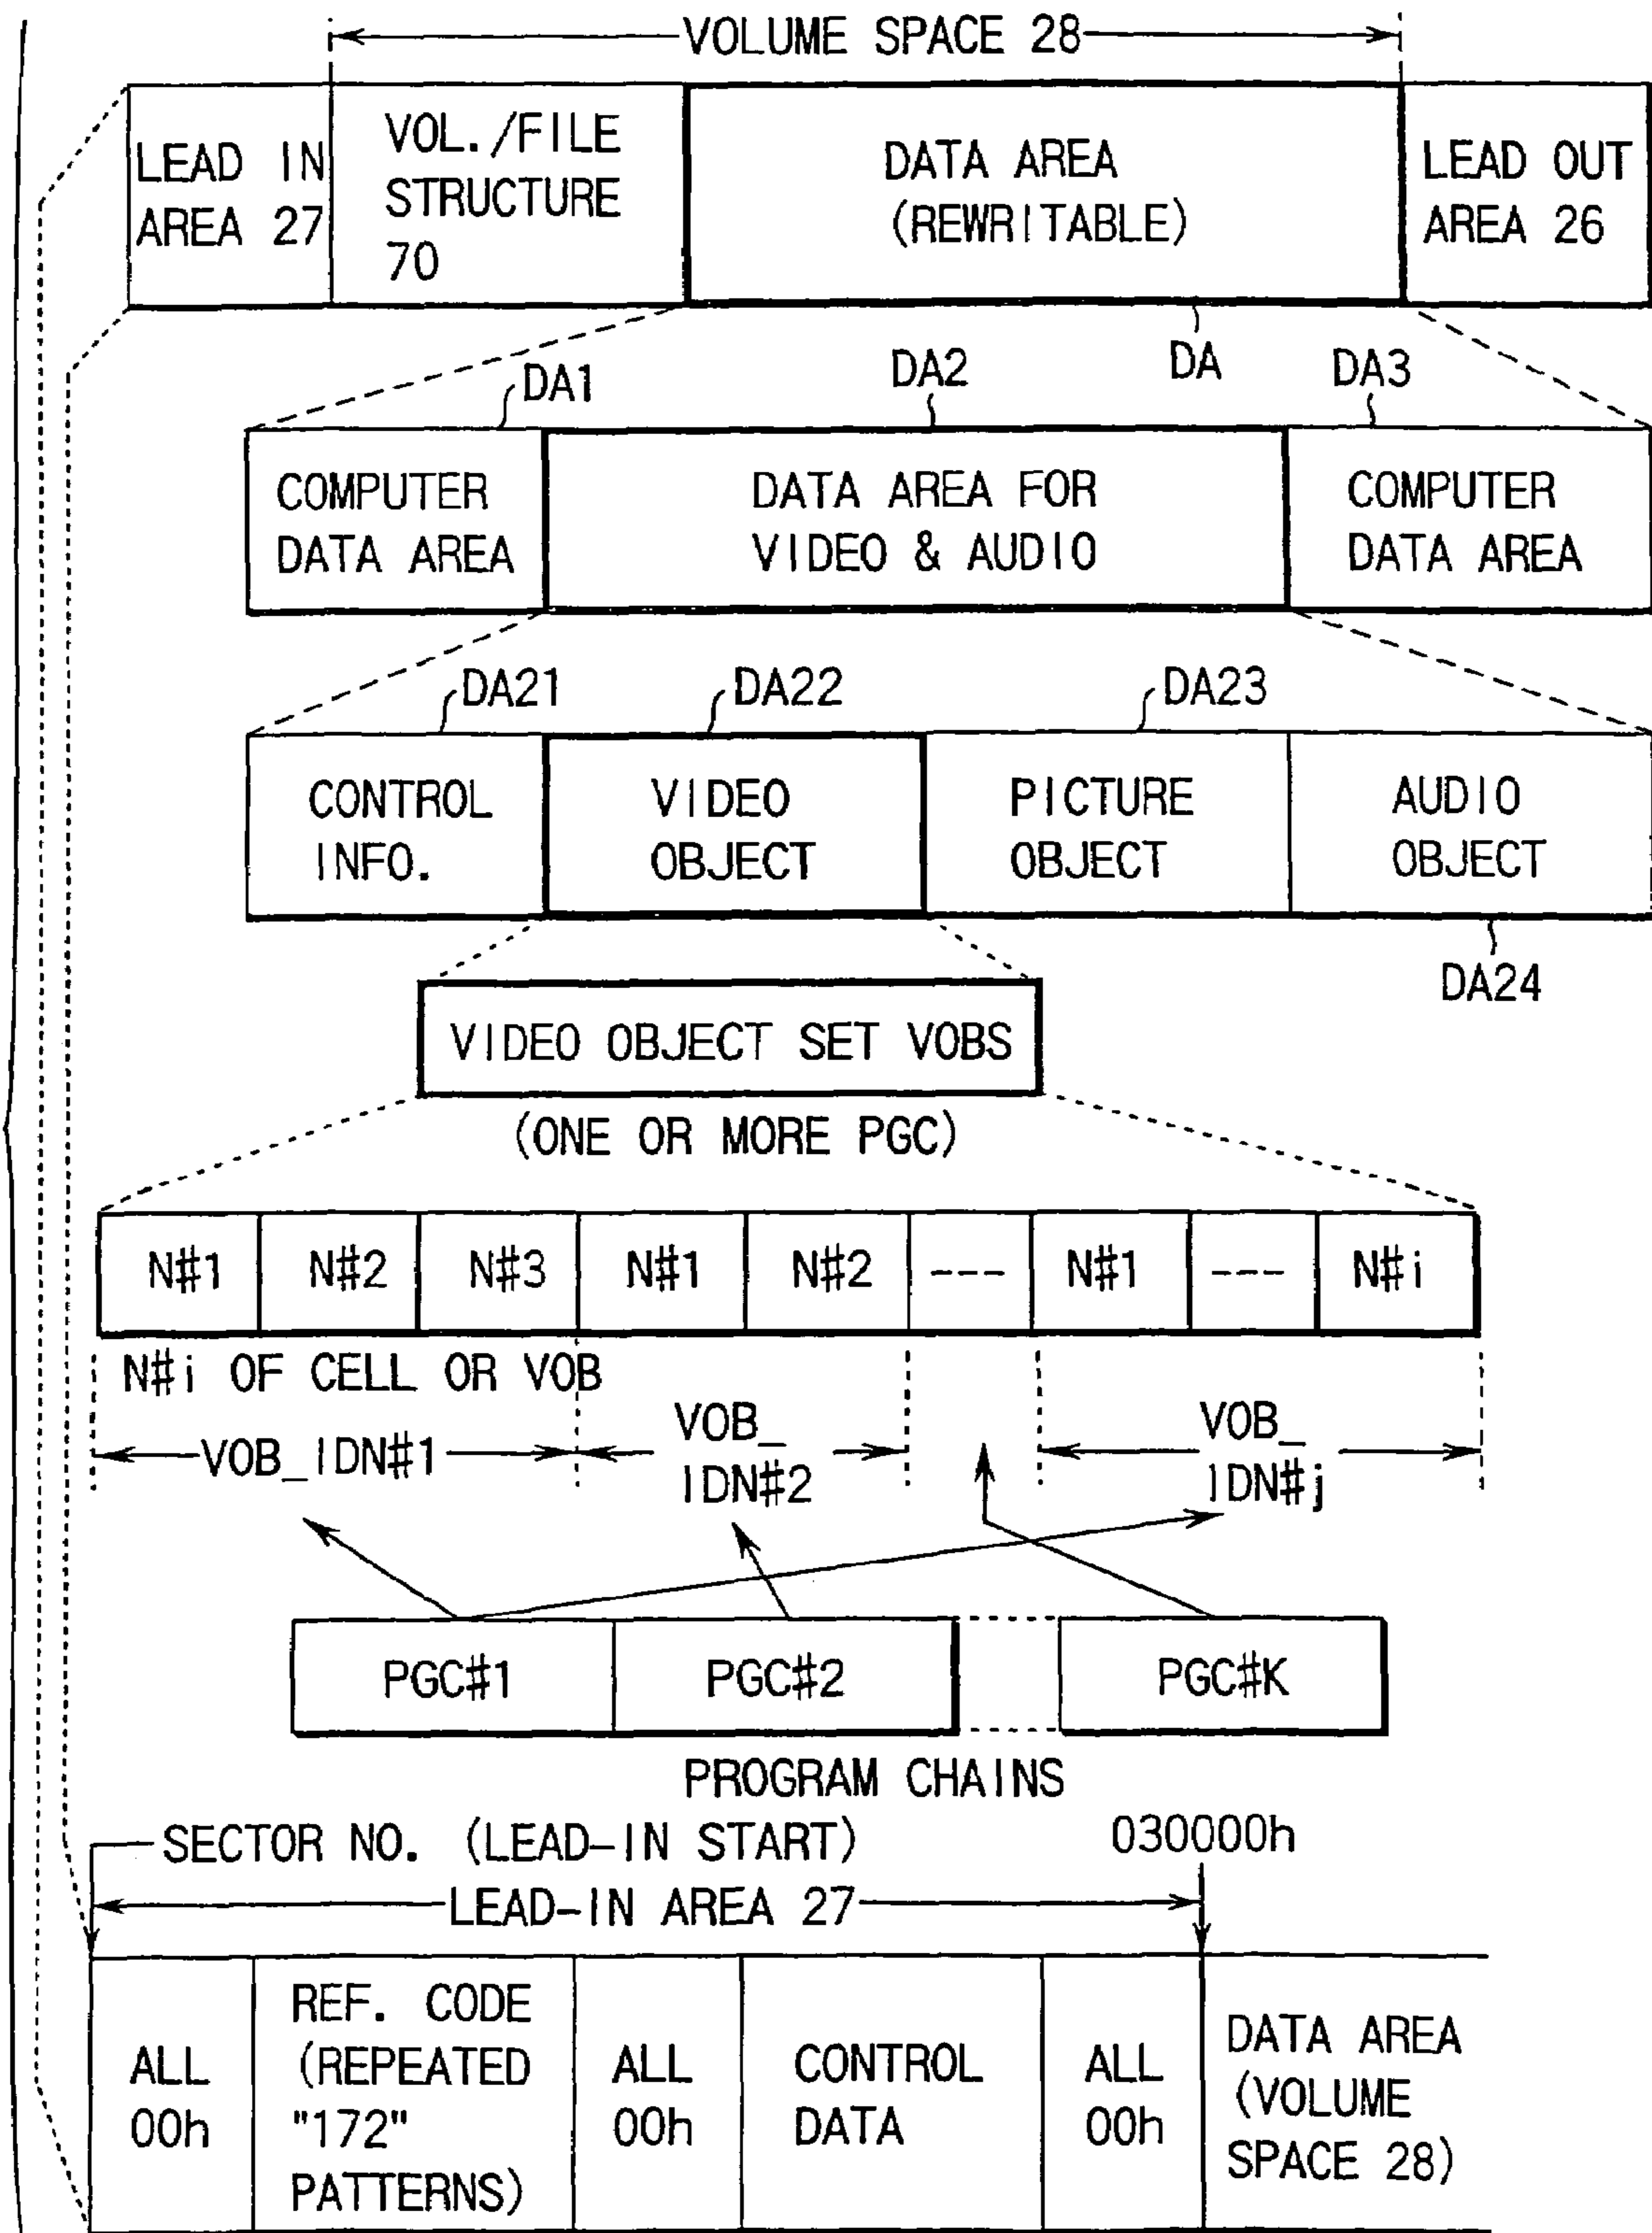 VOLUME SPACE 28
LEAD IN
AREA 27
VOL./FILE
STRUCTURE
70
DATA AREA
(REWRITABLE)
LEAD OUT
AREA 26
DA
DA1
DA2
DA3
COMPUTER
DATA AREA
DATA AREA FOR
VIDEO & AUDIO
COMPUTER
DATA AREA
DA21
DA22
DA23
CONTROL
INFO.
VIDEO
OBJECT
PICTURE
OBJECT
AUDIO
OBJECT
DA24
VIDEO OBJECT SET VOBS
(ONE OR MORE PGC)
N#1 N#2 N#3 N#1 N#2 --- N#1 --- N#i
N#i OF CELL OR VOB
VOB_IDN#1
VOB_
IDN#2
VOB_
IDN#j
PGC#1 PGC#2 PGC#K
PROGRAM CHAINS
SECTOR NO. (LEAD-IN START)
030000h
LEAD-IN AREA 27
ALL
00h
REF. CODE
(REPEATED
"172"
PATTERNS)
ALL
00h
CONTROL
DATA
ALL
00h
DATA AREA
(VOLUME
SPACE 28)